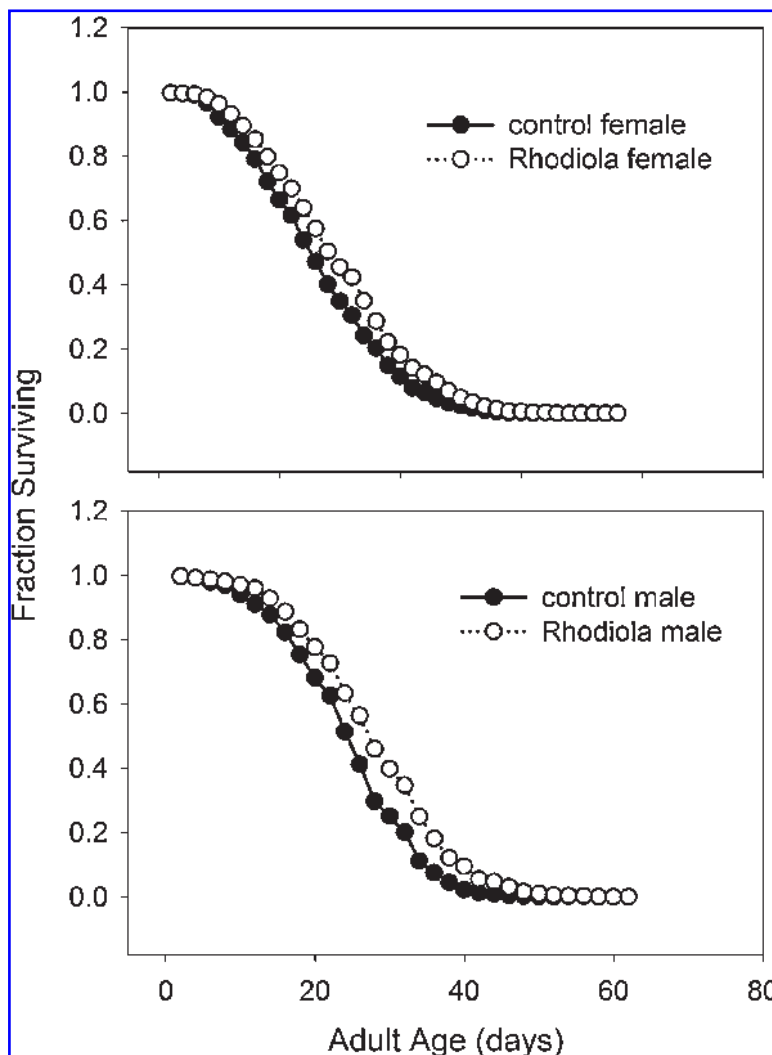 1.2
1.0
0.8
0.6
0.4
0.2
0.0
control female
Rhodiola female
Fraction Surviving
1.2
1.0
0.8
0.6
0.4
0.2
0.0
control male
Rhodiola male
0 20 40 60 80
Adult Age (days)